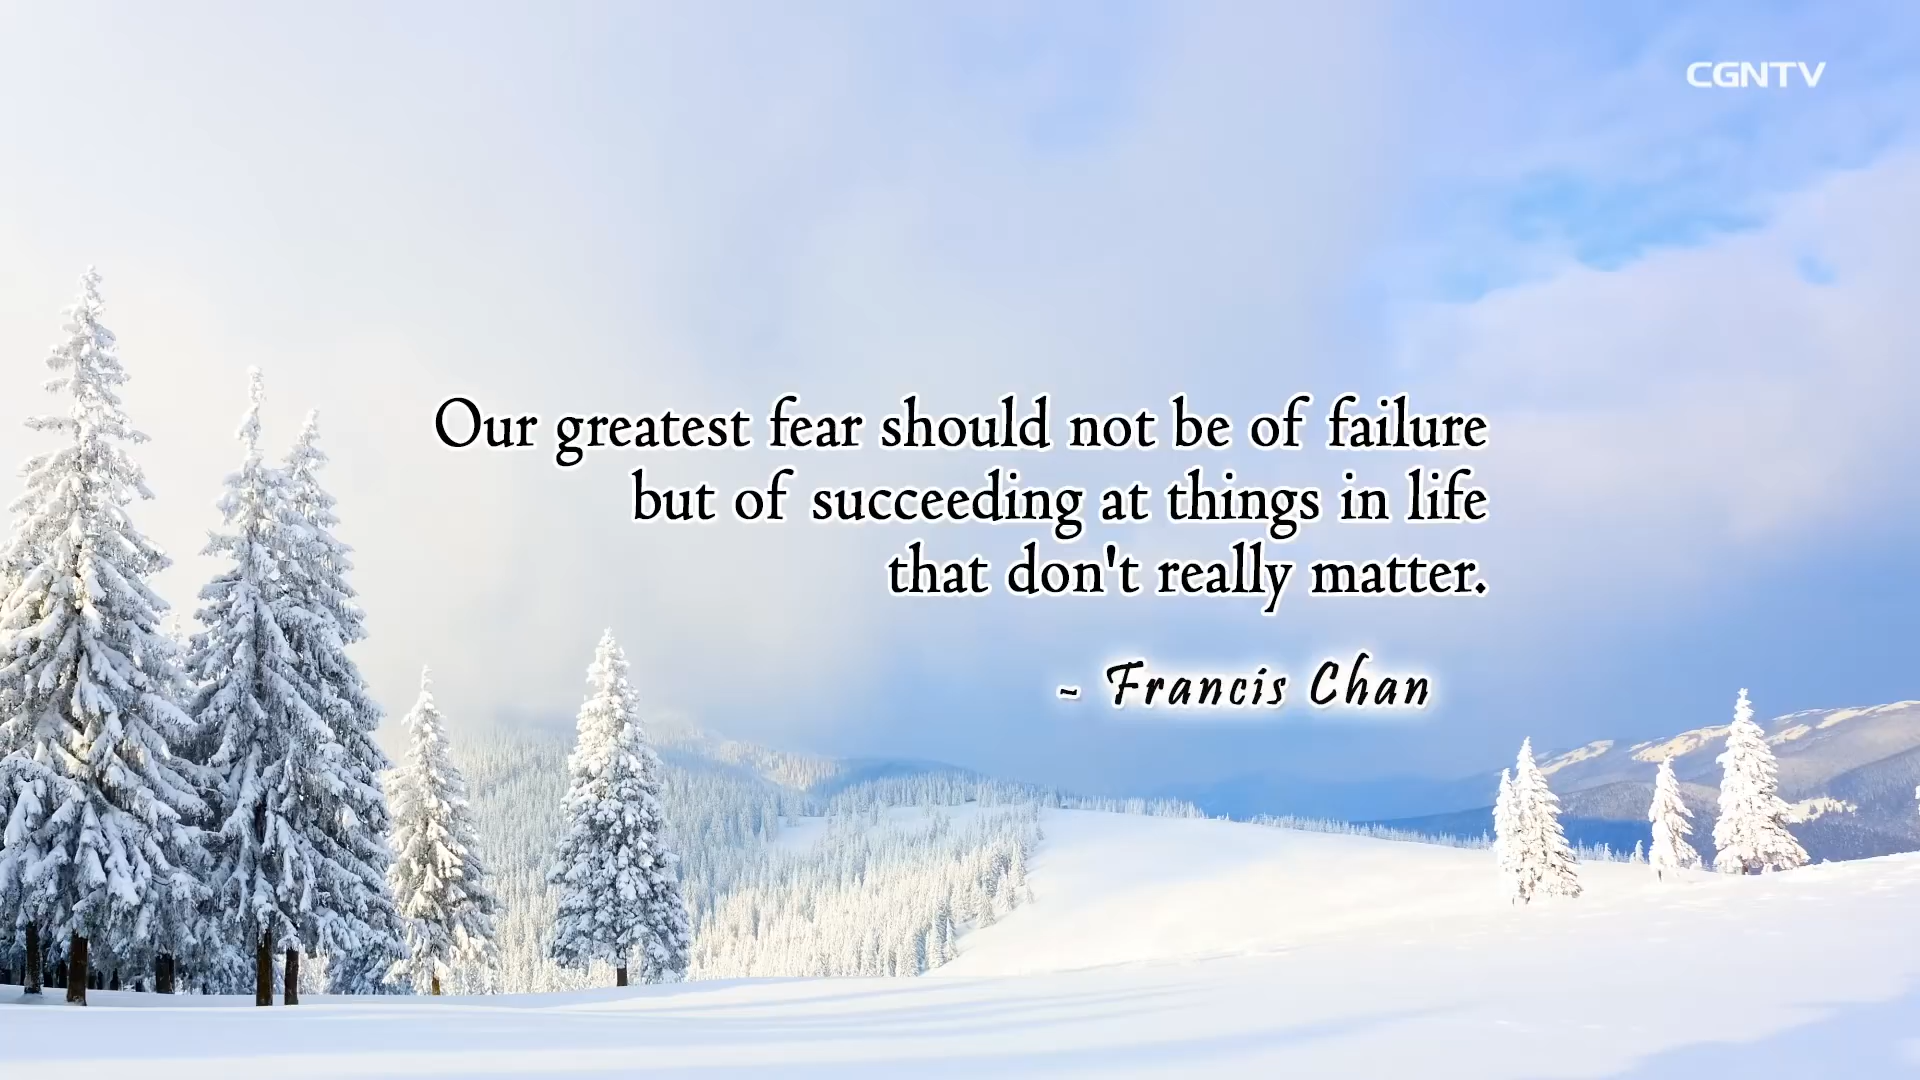 CGNTV
Our greatest fear should not be of failure
but of succeeding at things in life
that don't really matter.
~ Francis Chan